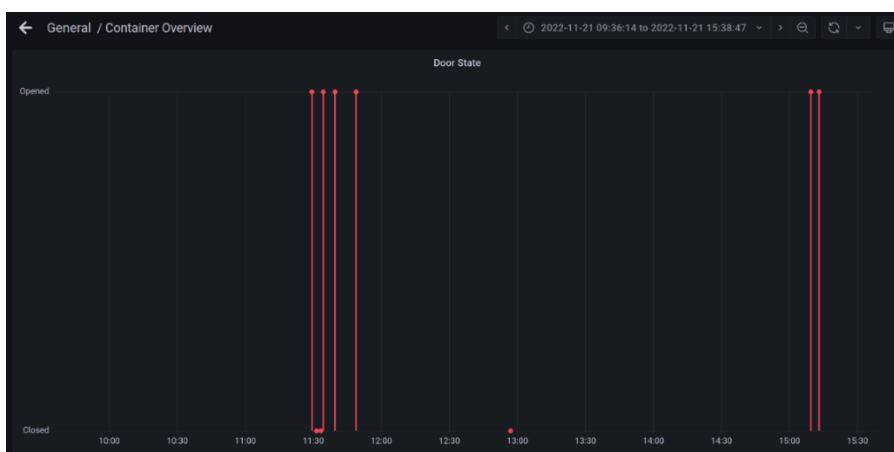 General / Container Overview
2022-11-21 09:36:14 to 2022-11-21 15:38:47
Door State
Opened
Closed
10:00 10:30 11:00 11:30 12:00 12:30 13:00 13:30 14:00 14:30 15:00 15:30